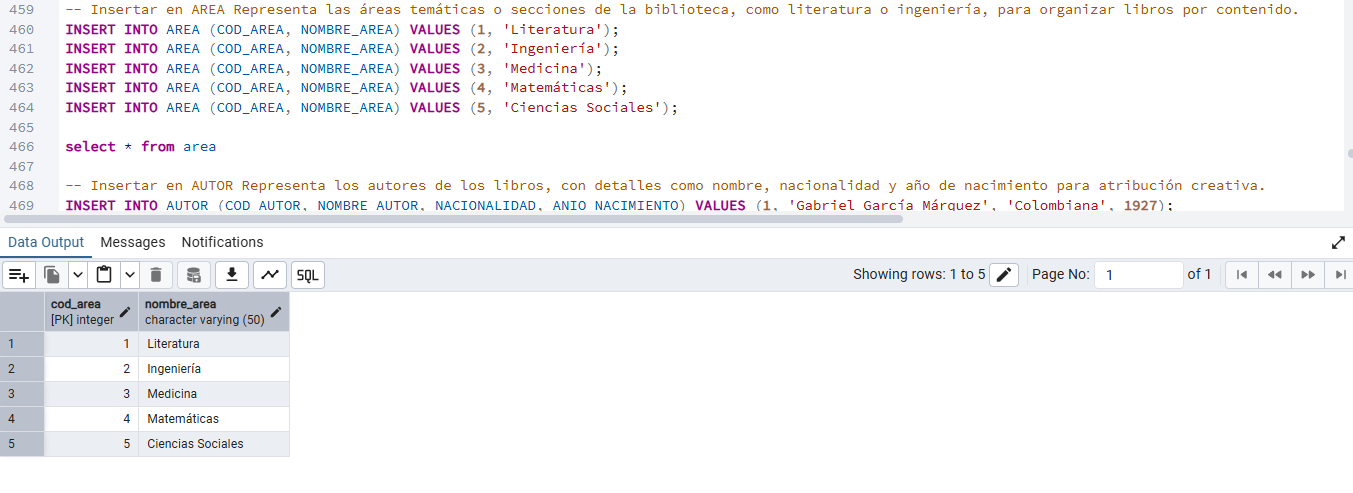 459 -- Insertar en AREA Representa las áreas temáticas o secciones de la biblioteca, como literatura o ingeniería, para organizar libros por contenido.
460 INSERT INTO AREA (COD_AREA, NOMBRE_AREA) VALUES (1, 'Literatura');
461 INSERT INTO AREA (COD_AREA, NOMBRE_AREA) VALUES (2, 'Ingeniería');
462 INSERT INTO AREA (COD_AREA, NOMBRE_AREA) VALUES (3, 'Medicina');
463 INSERT INTO AREA (COD_AREA, NOMBRE_AREA) VALUES (4, 'Matemáticas');
464 INSERT INTO AREA (COD_AREA, NOMBRE_AREA) VALUES (5, 'Ciencias Sociales');
465
466 select * from area
467
468 -- Insertar en AUTOR Representa los autores de los libros, con detalles como nombre, nacionalidad y año de nacimiento para atribución creativa.
469 INSERT INTO AUTOR (COD_AUTOR, NOMBRE_AUTOR, NACIONALIDAD, ANIO_NACIMIENTO) VALUES (1, 'Gabriel García Márquez', 'Colombiana', 1927);
Data Output Messages Notifications
SQL Showing rows: 1 to 5 Page No: 1 of 1
cod_area nombre_area
[PK] integer character varying (50)
1 1 Literatura
2 2 Ingeniería
3 3 Medicina
4 4 Matemáticas
5 5 Ciencias Sociales